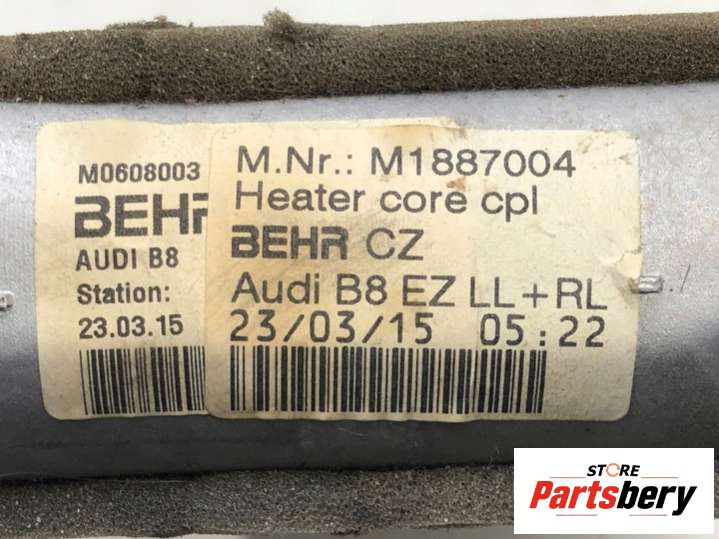 M0608003
BEHR
AUDI B8
Station:
23.03.15
M.Nr.: M1887004
Heater core cpl
BEHR CZ
Audi B8 EZ LL+RL
23/03/15 05:22
STORE
Partsbery